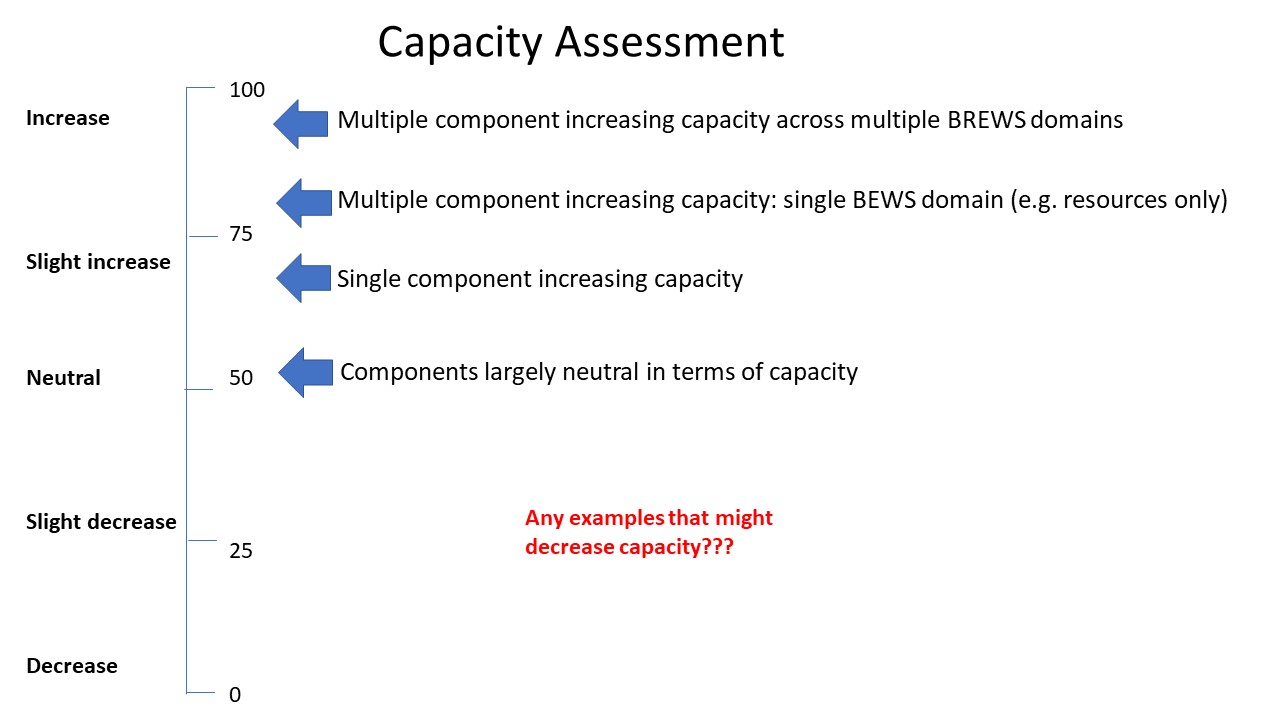 Capacity Assessment
100
Increase
Multiple component increasing capacity across multiple BREWS domains
Multiple component increasing capacity: single BEWS domain (e.g. resources only)
75
Slight increase
Single component increasing capacity
Neutral
50
Components largely neutral in terms of capacity
Slight decrease
Any examples that might
decrease capacity???
25
Decrease
0